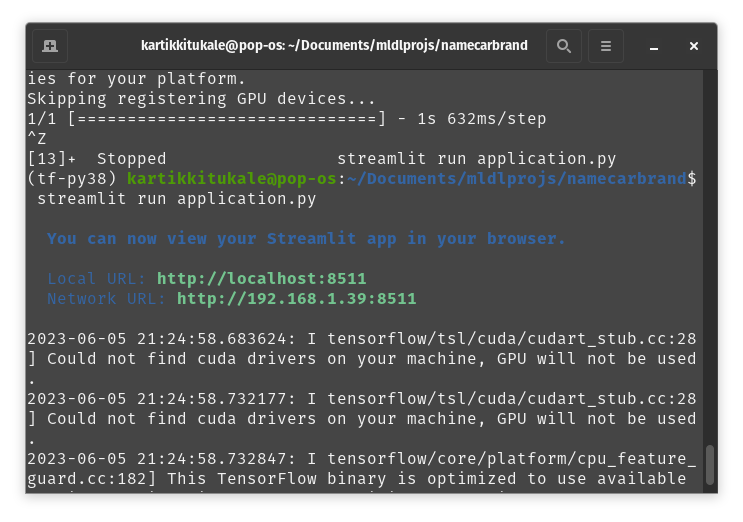 kartikkitukale@pop-os: ~/Documents/mldlprojs/namecarbrand
ies for your platform.
Skipping registering GPU devices...
1/1 [==============================] - 1s 632ms/step
^Z
[13]+  Stopped                 streamlit run application.py
(tf-py38) kartikkitukale@pop-os:~/Documents/mldlprojs/namecarbrand$
 streamlit run application.py
  You can now view your Streamlit app in your browser.
  Local URL: http://localhost:8511
  Network URL: http://192.168.1.39:8511
2023-06-05 21:24:58.683624: I tensorflow/tsl/cuda/cudart_stub.cc:28
] Could not find cuda drivers on your machine, GPU will not be used
.
2023-06-05 21:24:58.732177: I tensorflow/tsl/cuda/cudart_stub.cc:28
] Could not find cuda drivers on your machine, GPU will not be used
.
2023-06-05 21:24:58.732847: I tensorflow/core/platform/cpu_feature_
guard.cc:182] This TensorFlow binary is optimized to use available